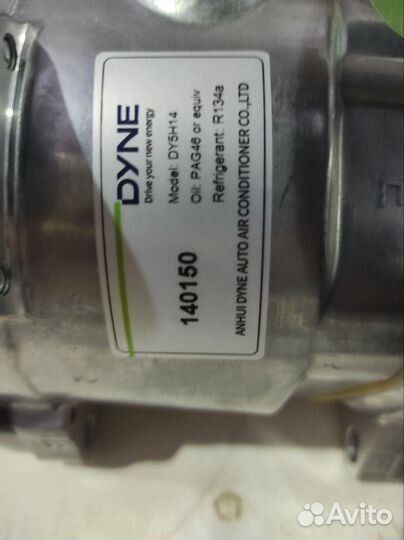 DYNE
Drive your new energy
Model: DY5H14
Oil: PAG46 or equiv
Refrigerant: R134a
140150
ANHUI DYNE AUTO AIR CONDITIONER CO.,LTD
Avito